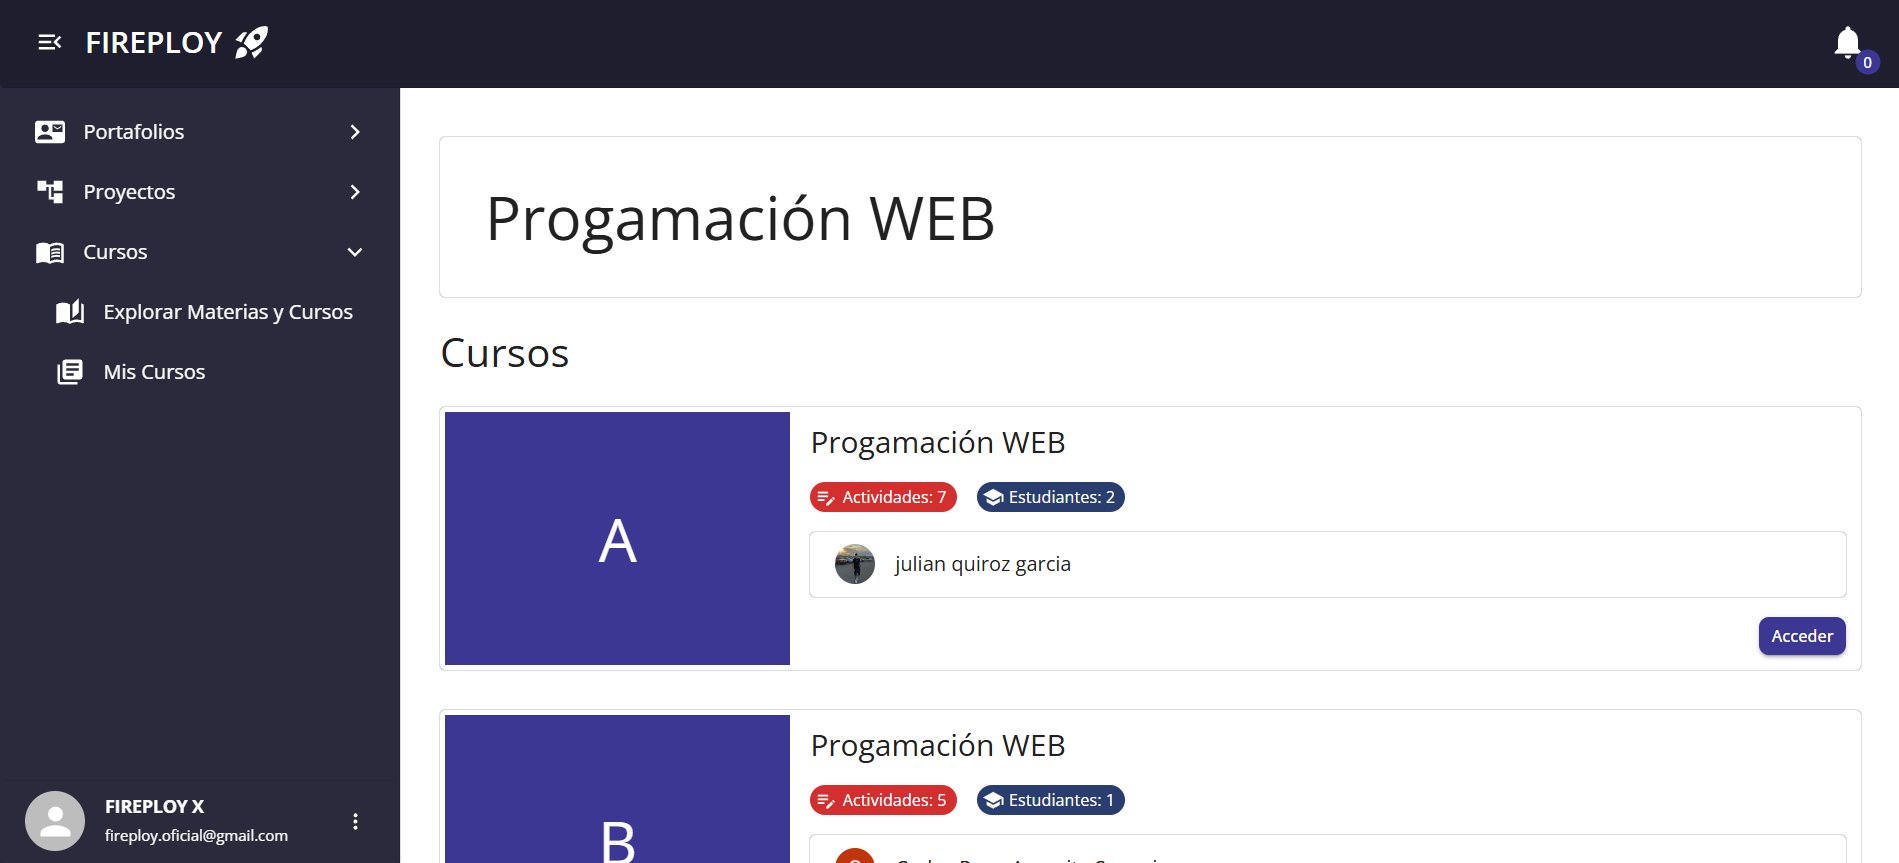 FIREPLOY
0
Portafolios
Proyectos
Cursos
Explorar Materias y Cursos
Mis Cursos
FIREPLOY X
fireploy.oficial@gmail.com
Progamación WEB
Cursos
A
Progamación WEB
Actividades: 7
Estudiantes: 2
julian quiroz garcia
Acceder
B
Progamación WEB
Actividades: 5
Estudiantes: 1